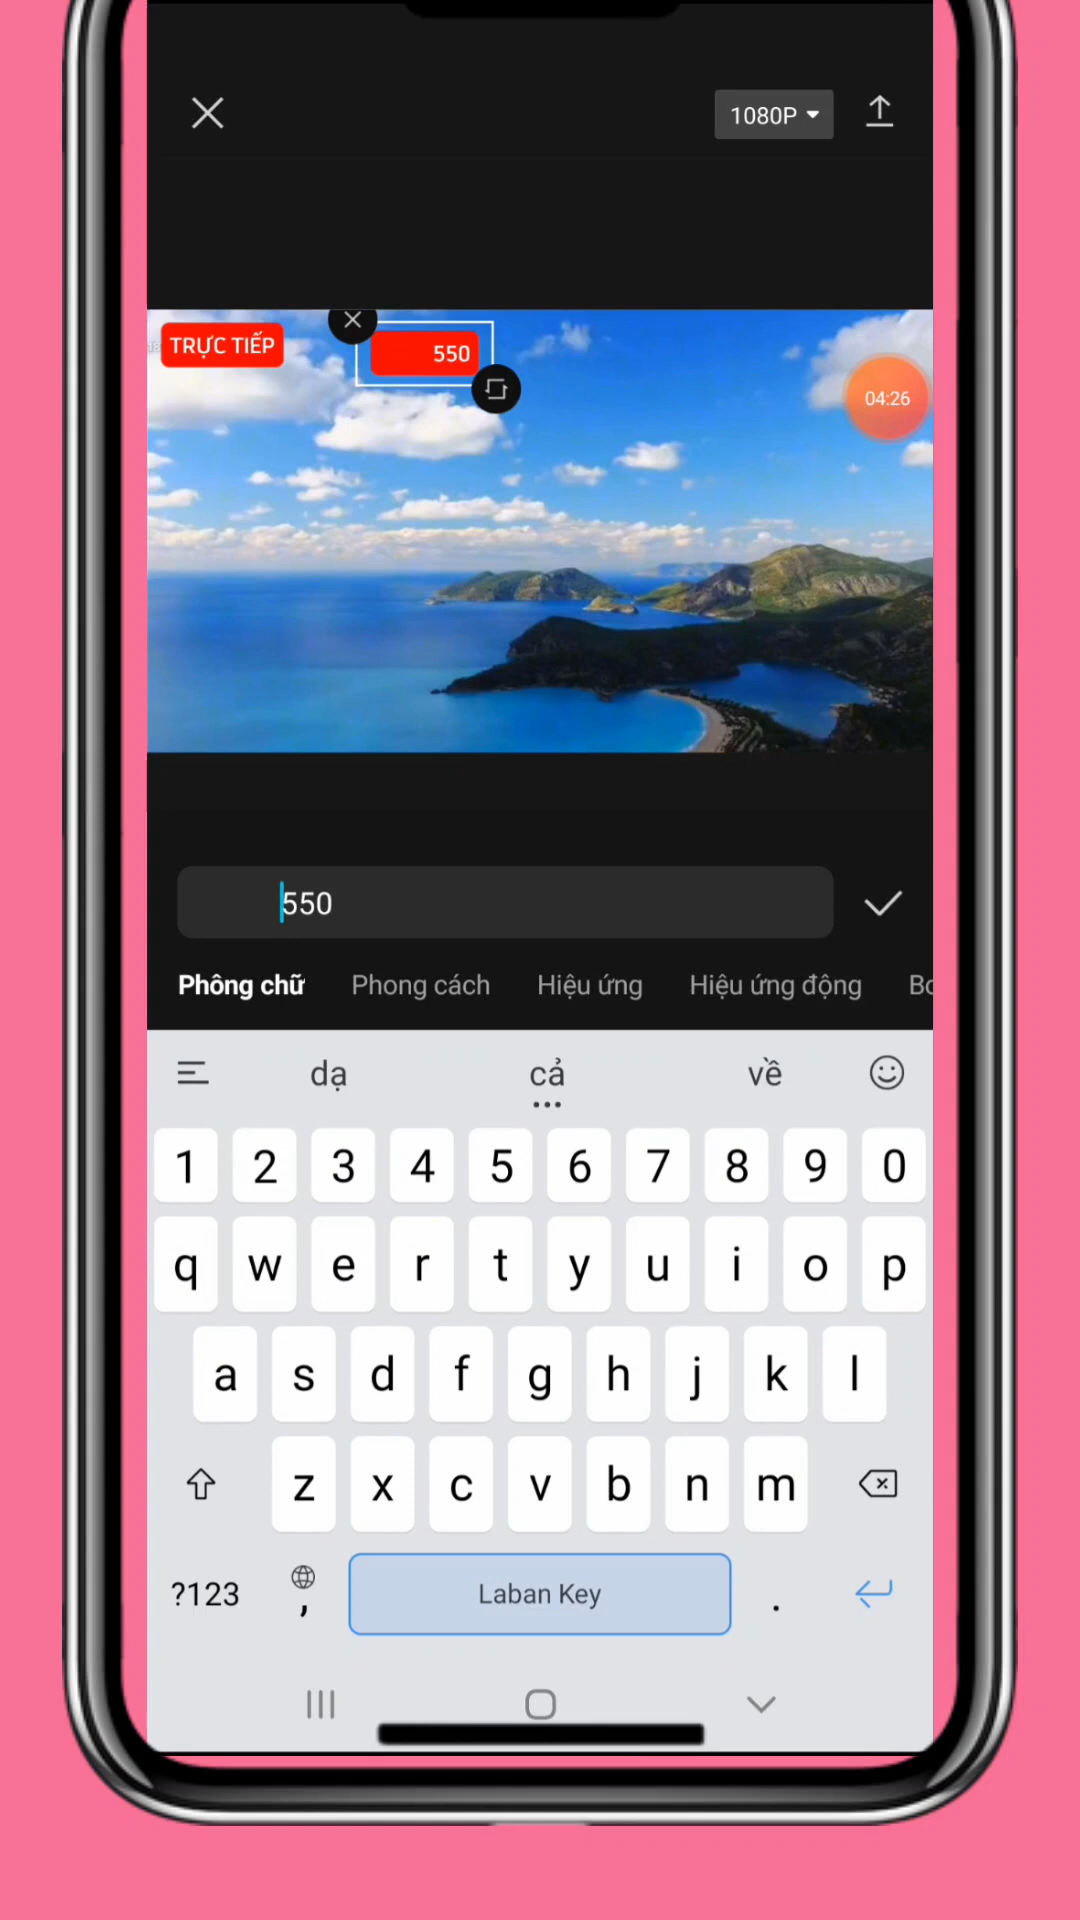 1080P
TRỰC TIẾP
550
04:26
550
Phông chữ Phong cách Hiệu ứng Hiệu ứng động
dạ cả về
1 2 3 4 5 6 7 8 9 0
q w e r t y u i o p
a s d f g h j k l
z x c v b n m
?123 , Laban Key .